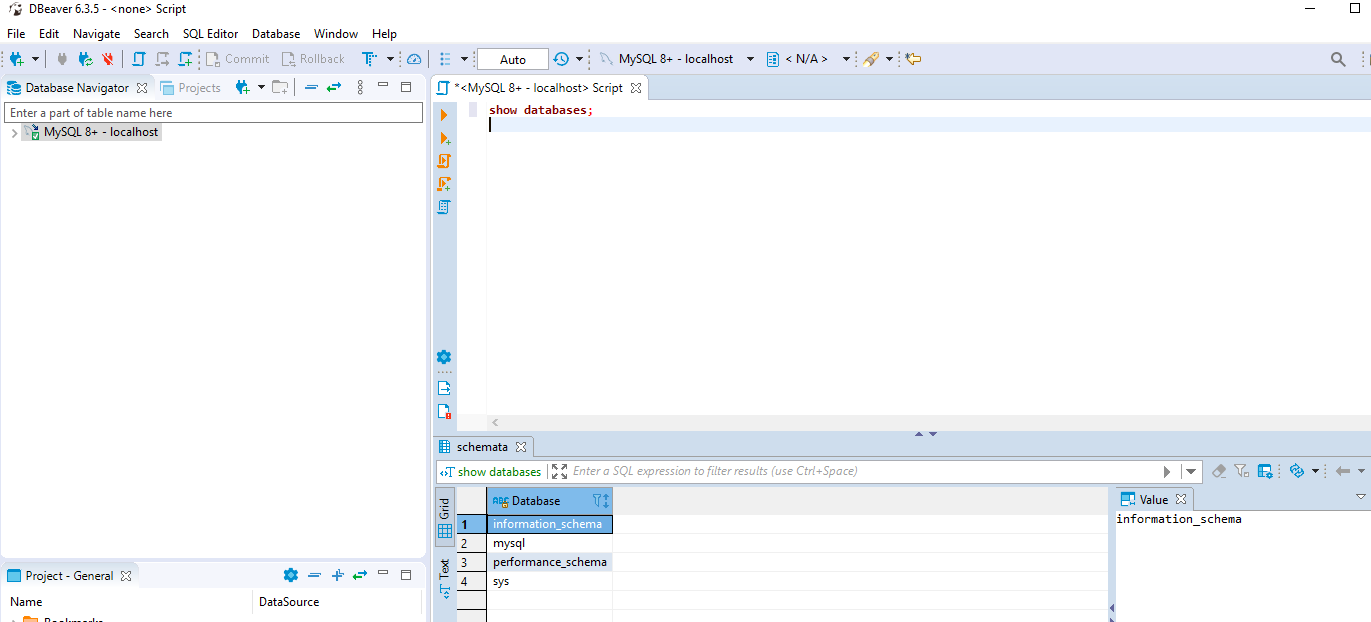 DBeaver 6.3.5 - <none> Script
File Edit Navigate Search SQL Editor Database Window Help
Commit Rollback Auto MySQL 8+ - localhost < N/A >
Database Navigator Projects
Enter a part of table name here
MySQL 8+ - localhost
*<MySQL 8+ - localhost> Script
show databases;
schemata
show databases Enter a SQL expression to filter results (use Ctrl+Space)
Grid
Text
ABC Database
1 information_schema
2 mysql
3 performance_schema
4 sys
Value
information_schema
Project - General
Name DataSource
Bookmarks